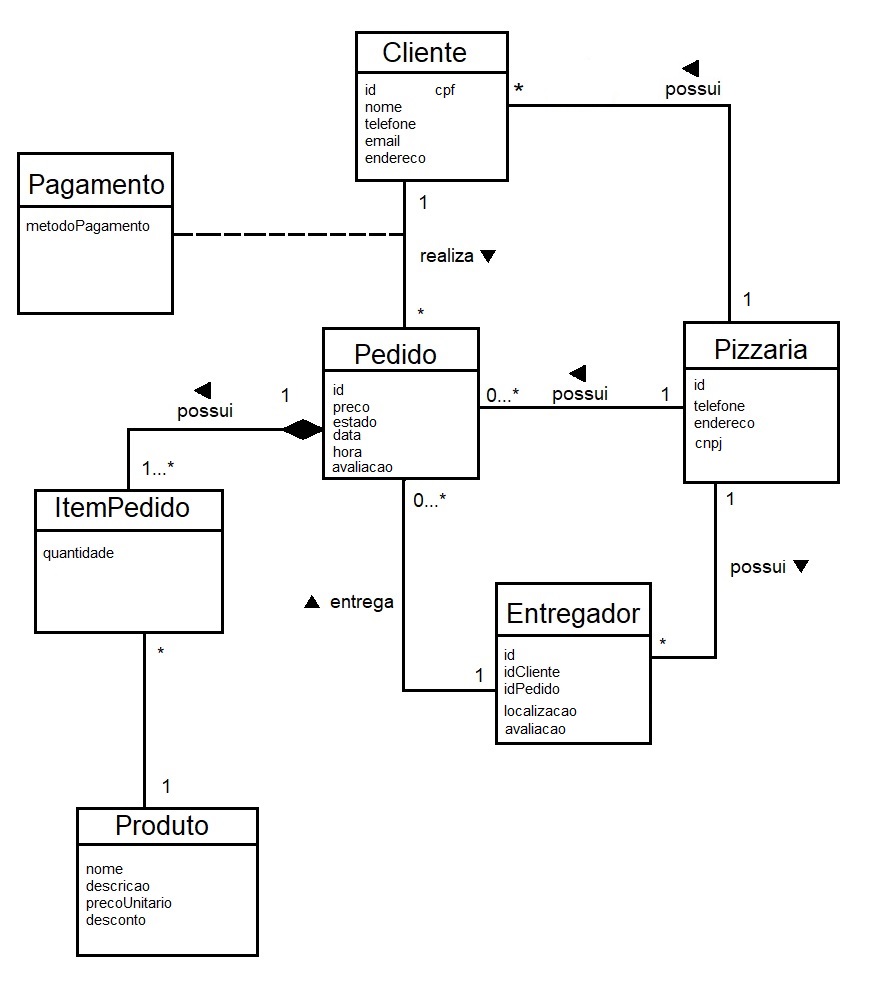 Cliente
id cpf
nome
telefone
email
endereco
*
possui
1
1
realiza
*
Pagamento
metodoPagamento
Pedido
id
preco
estado
data
hora
avaliacao
0...*
possui
1
Pizzaria
id
telefone
endereco
cnpj
possui
1
1...*
ItemPedido
quantidade
*
1
Produto
nome
descricao
precoUnitario
desconto
0...*
entrega
1
Entregador
id
idCliente
idPedido
localizacao
avaliacao
1
possui
*